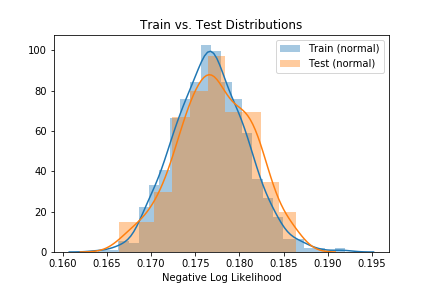 Train vs. Test Distributions
Train (normal)
Test (normal)
100
80
60
40
20
0
0.160 0.165 0.170 0.175 0.180 0.185 0.190 0.195
Negative Log Likelihood